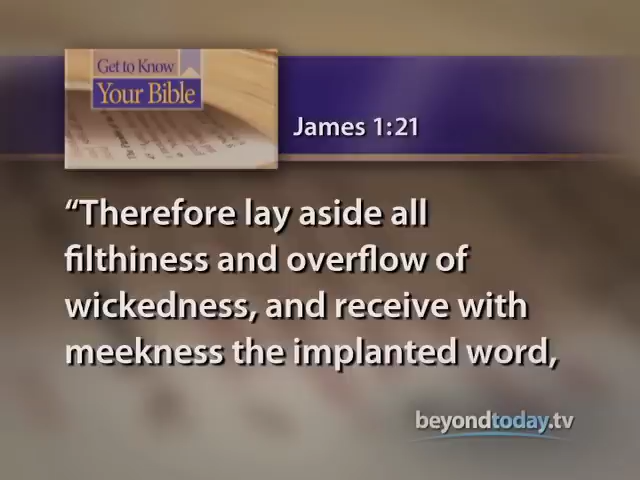 Get to Know
Your Bible
James 1:21
“Therefore lay aside all
filthiness and overflow of
wickedness, and receive with
meekness the implanted word,
beyondtoday.tv